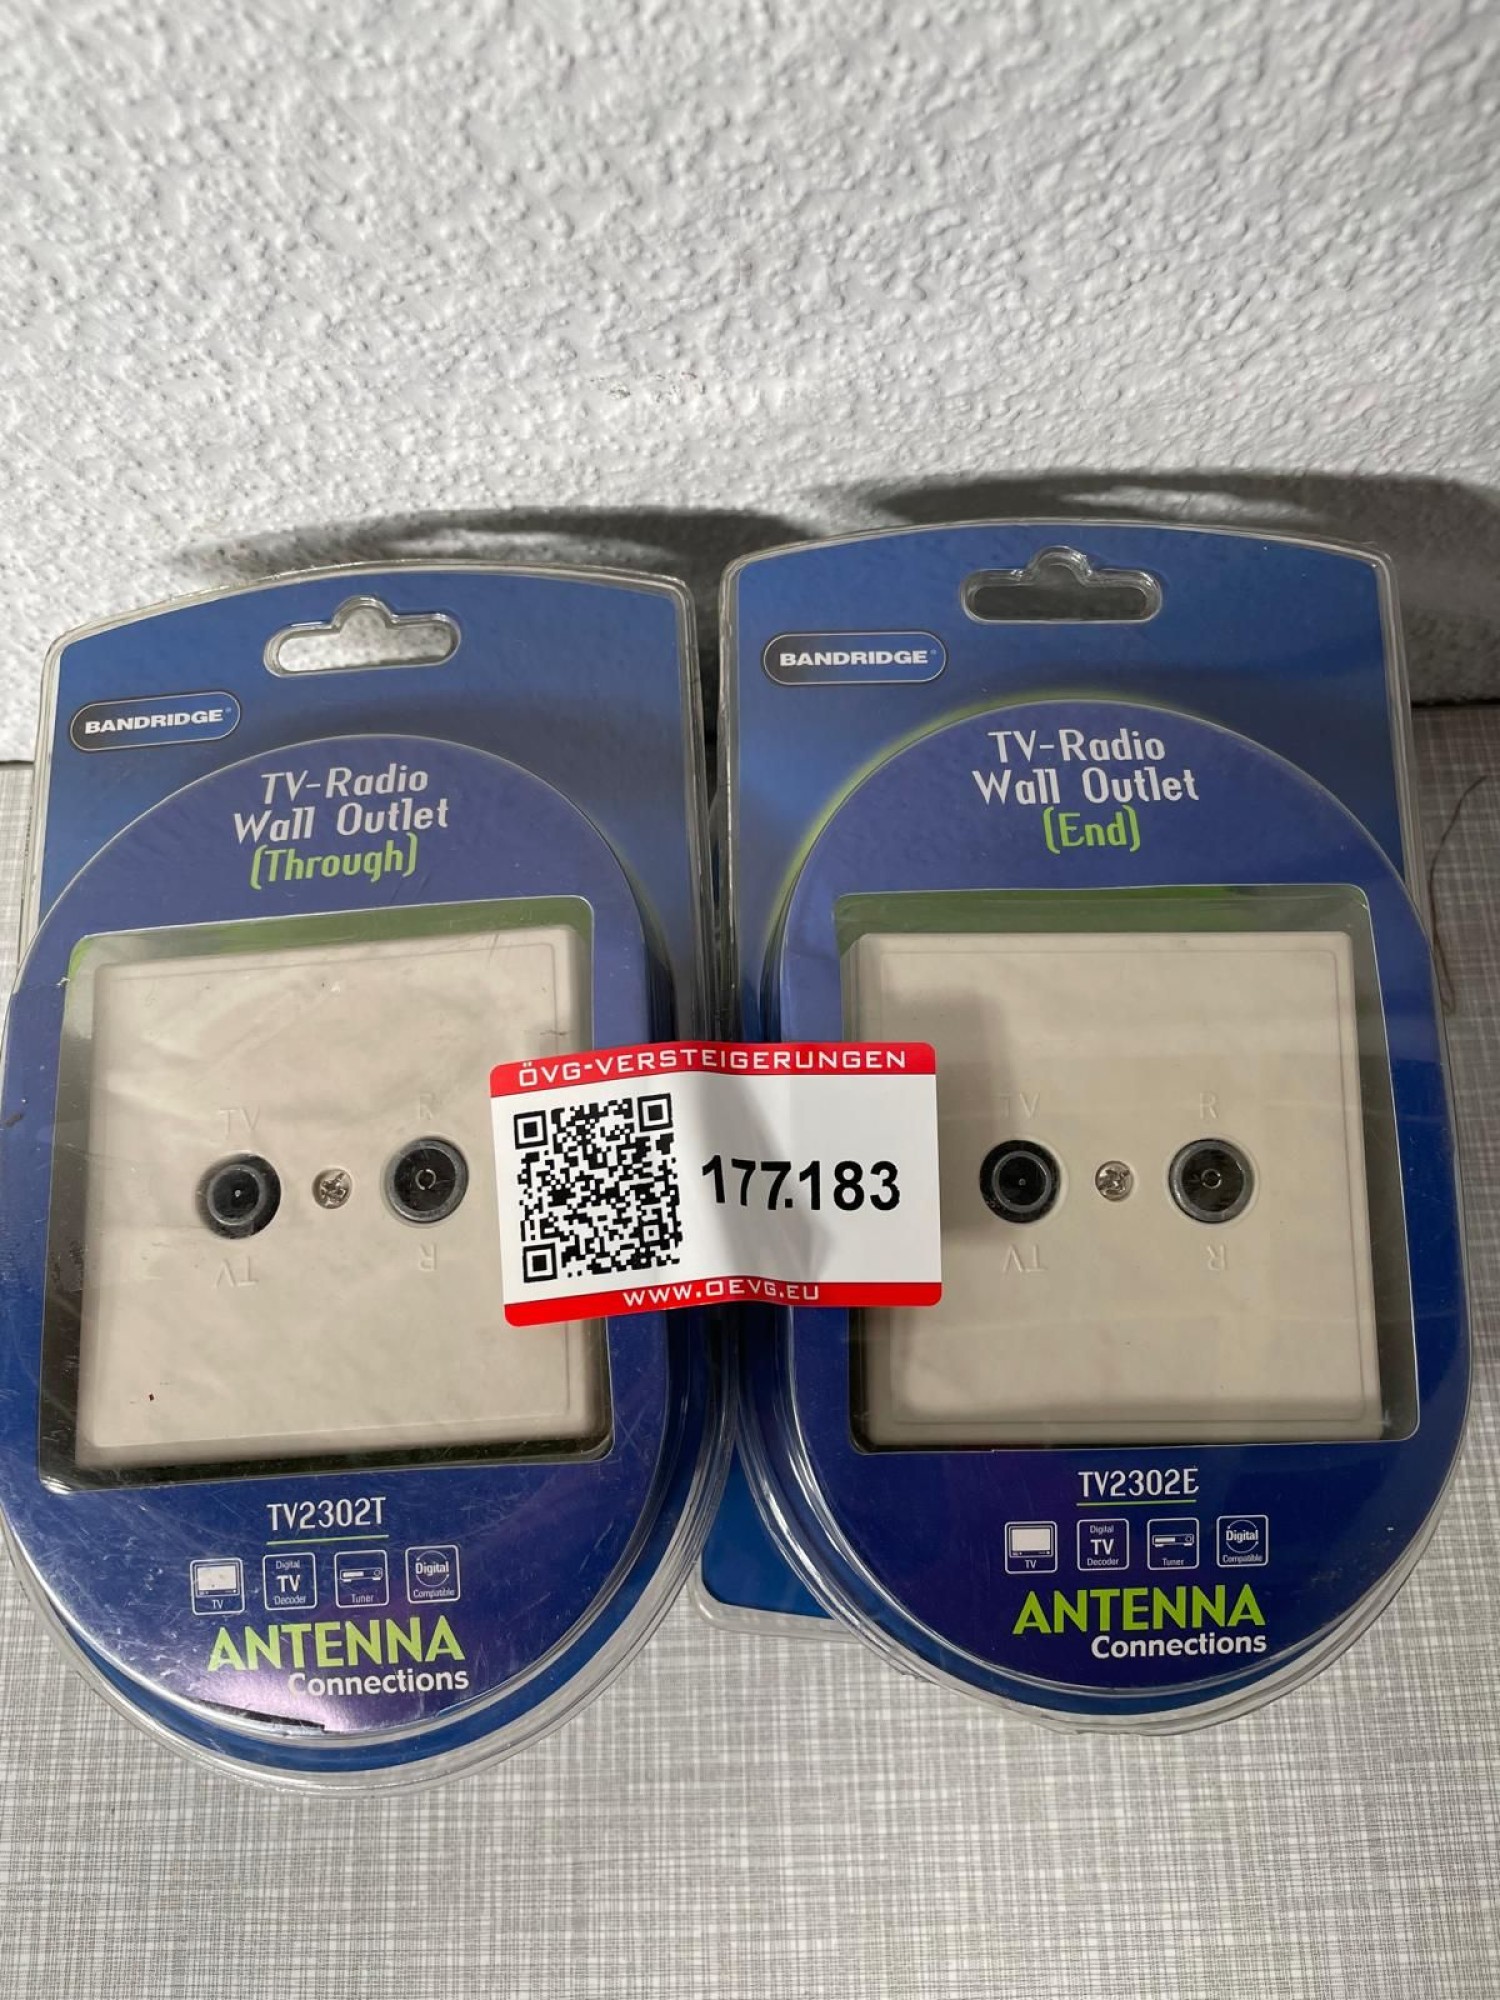 BANDRIDGE®
TV-Radio
Wall Outlet
(Through)
TV
R
TV
R
TV2302T
TV
Digital
TV
Decoder
Tuner
Digital
Compatible
ANTENNA
Connections
BANDRIDGE®
TV-Radio
Wall Outlet
(End)
TV
R
TV
R
TV2302E
TV
Digital
TV
Decoder
Tuner
Digital
Compatible
ANTENNA
Connections
ÖVG-VERSTEIGERUNGEN
177.183
WWW.OEVG.EU